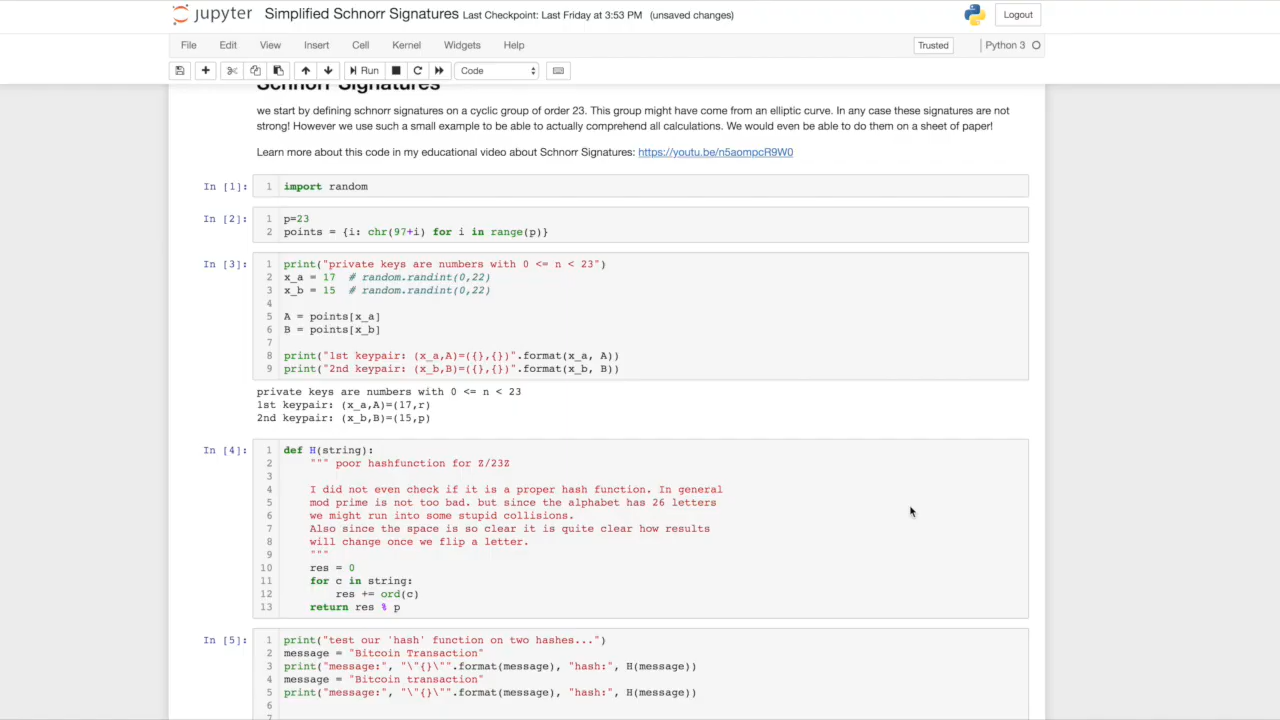 jupyter Simplified Schnorr Signatures Last Checkpoint: Last Friday at 3:53 PM (unsaved changes) Logout
File Edit View Insert Cell Kernel Widgets Help Trusted Python 3
Run Code
Schnorr Signatures
we start by defining schnorr signatures on a cyclic group of order 23. This group might have come from an elliptic curve. In any case these signatures are not
strong! However we use such a small example to be able to actually comprehend all calculations. We would even be able to do them on a sheet of paper!
Learn more about this code in my educational video about Schnorr Signatures: https://youtu.be/n5aompcR9W0
In [1]: 1 import random
In [2]: 1 p=23
2 points = {i: chr(97+i) for i in range(p)}
In [3]: 1 print("private keys are numbers with 0 <= n < 23")
2 x_a = 17  # random.randint(0,22)
3 x_b = 15  # random.randint(0,22)
4
5 A = points[x_a]
6 B = points[x_b]
7
8 print("1st keypair: (x_a,A)=({},{})".format(x_a, A))
9 print("2nd keypair: (x_b,B)=({},{})".format(x_b, B))
private keys are numbers with 0 <= n < 23
1st keypair: (x_a,A)=(17,r)
2nd keypair: (x_b,B)=(15,p)
In [4]: 1 def H(string):
2     """ poor hashfunction for Z/23Z
3
4     I did not even check if it is a proper hash function. In general
5     mod prime is not too bad. but since the alphabet has 26 letters
6     we might run into some stupid collisions.
7     Also since the space is so clear it is quite clear how results
8     will change once we flip a letter.
9     """
10     res = 0
11     for c in string:
12         res += ord(c)
13     return res % p
In [5]: 1 print("test our 'hash' function on two hashes...")
2 message = "Bitcoin Transaction"
3 print("message:", "\"{}\"".format(message), "hash:", H(message))
4 message = "Bitcoin transaction"
5 print("message:", "\"{}\"".format(message), "hash:", H(message))
6
7